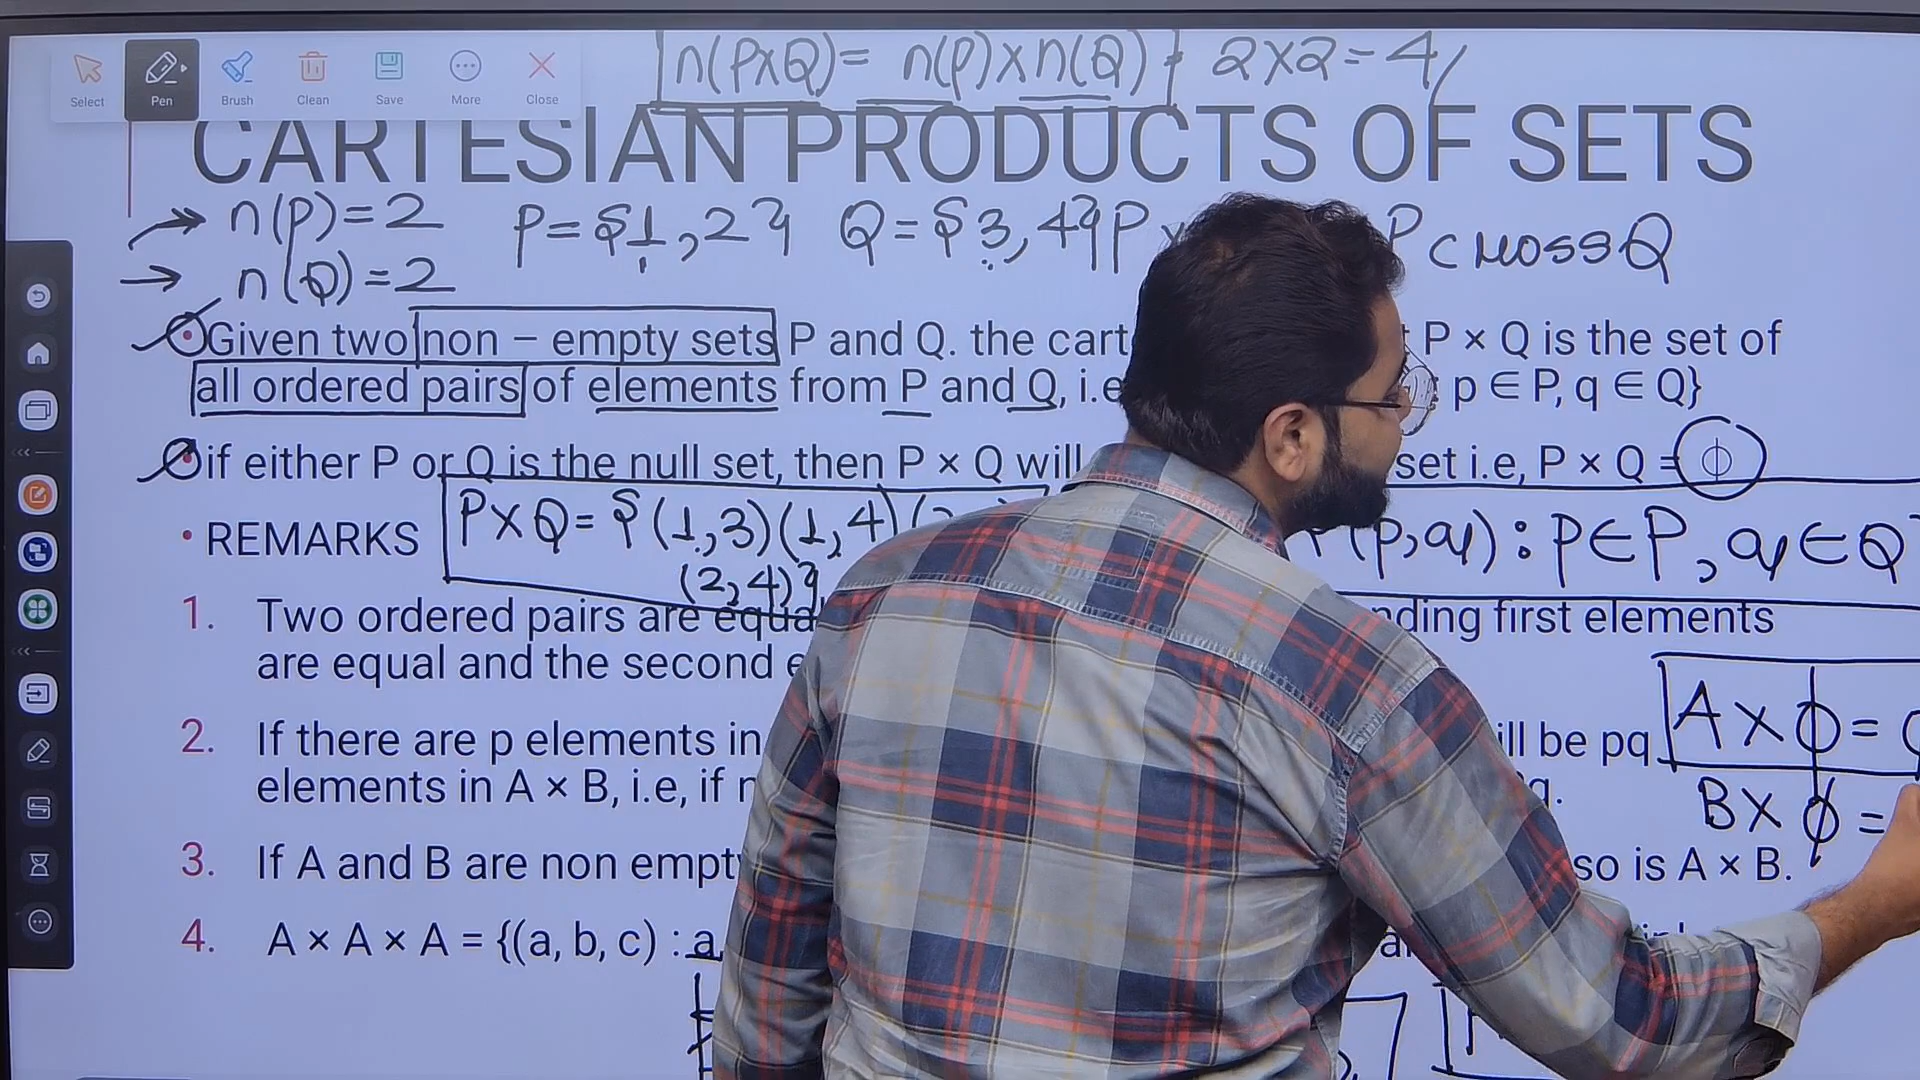 n(P×Q)= n(p)×n(Q) = 2×2=4/
Select Pen Brush Clean Save More Close
CARTESIAN PRODUCTS OF SETS
n(p)=2 P={1,2} Q={3,4} P P cross Q
n(Q)=2
• Given two non – empty sets P and Q. the cart P × Q is the set of
all ordered pairs of elements from P and Q, i.e p ∈ P, q ∈ Q}
• if either P or Q is the null set, then P × Q will set i.e, P × Q = ϕ
• REMARKS P×Q={(1,3)(1,4) (p,q):p∈P,q∈Q
(2,4)}
1. Two ordered pairs are equa nding first elements
are equal and the second e
2. If there are p elements in ill be pq A×ϕ=
elements in A × B, i.e, if n q. B×ϕ=
3. If A and B are non empty so is A × B.
4. A × A × A = {(a, b, c) : a,